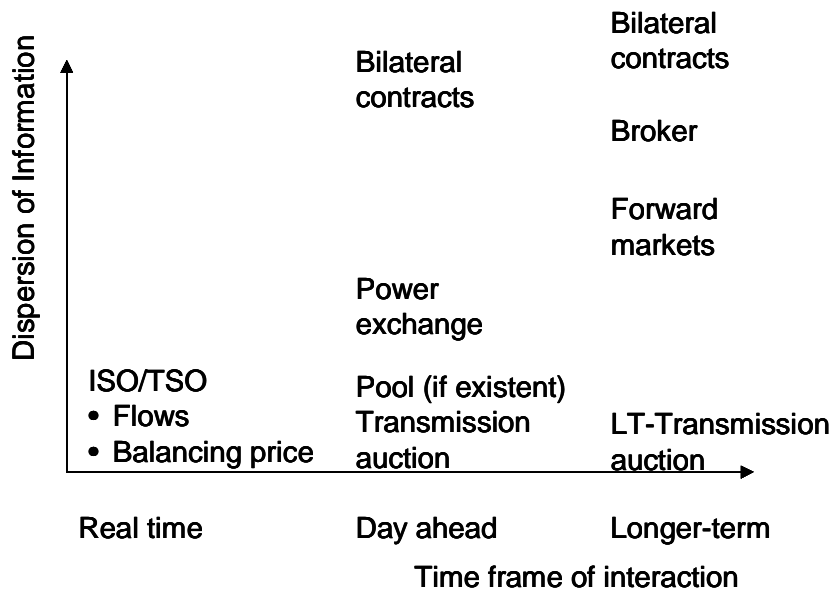 Dispersion of Information
Bilateral
contracts
Bilateral
contracts
Broker
Forward
markets
Power
exchange
ISO/TSO
• Flows
• Balancing price
Pool (if existent)
Transmission
auction
LT-Transmission
auction
Real time
Day ahead
Longer-term
Time frame of interaction